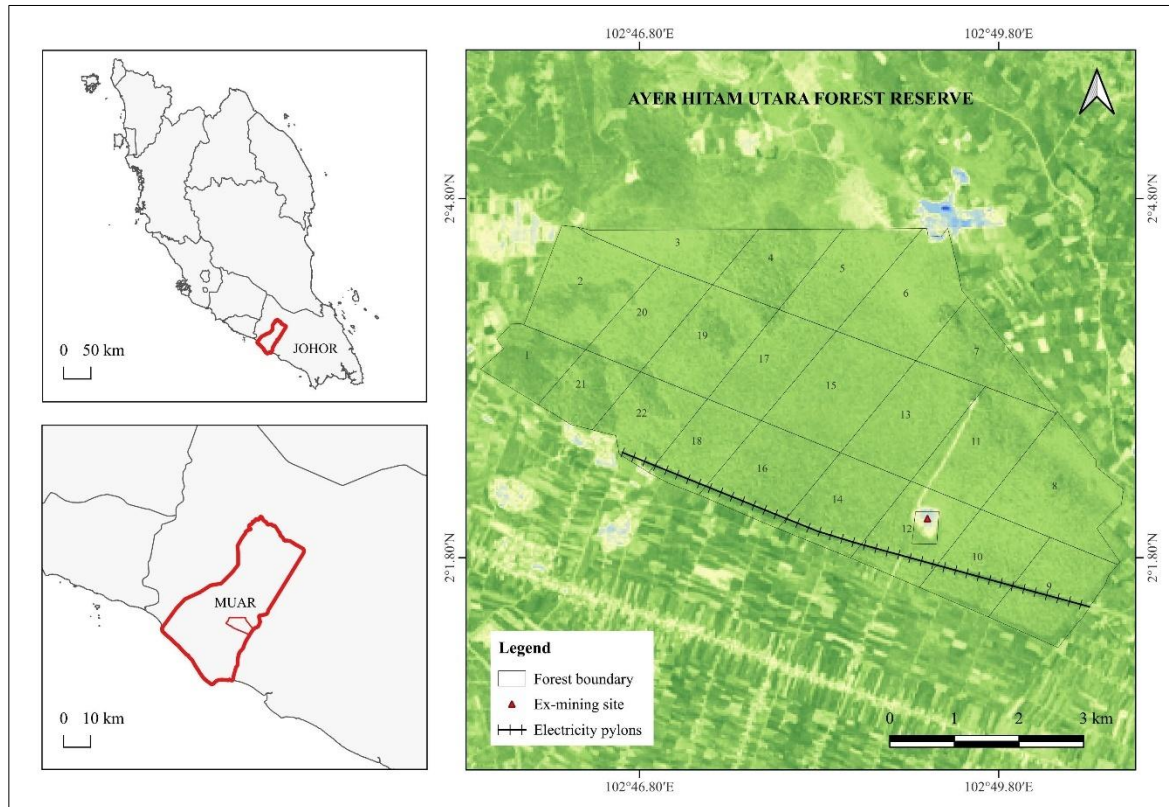 JOHOR
0 50 km
MUAR
0 10 km
102°46.80'E 102°49.80'E
AYER HITAM UTARA FOREST RESERVE
2°4.80'N 2°4.80'N
3
4
5
2
6
20
19
17
7
1
15
21
22
13
11
18
16
8
14
12
10
9
2°1.80'N 2°1.80'N
Legend
Forest boundary
Ex-mining site
Electricity pylons
0 1 2 3 km
102°46.80'E 102°49.80'E